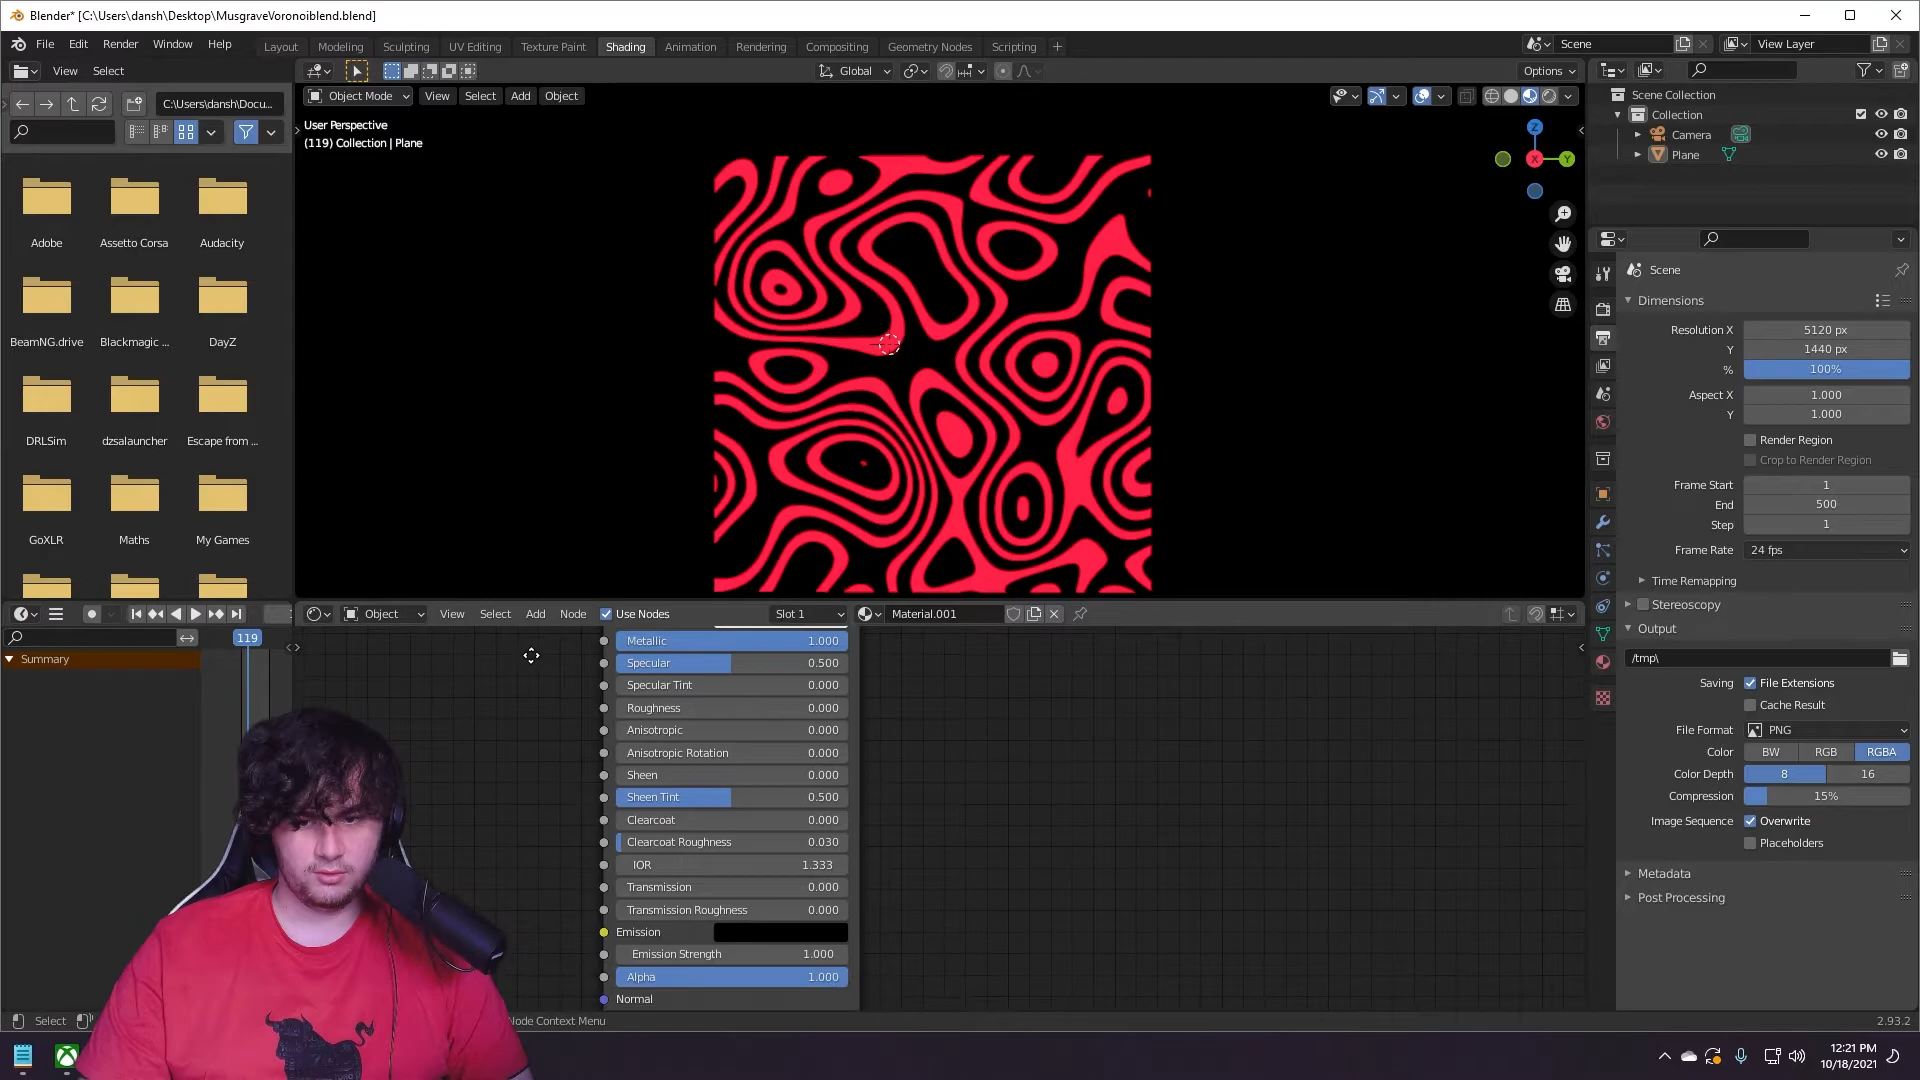 Blender* [C:\Users\dansh\Desktop\MusgraveVoronoiblend.blend]
File Edit Render Window Help
Layout Modeling Sculpting UV Editing Texture Paint Shading Animation Rendering Compositing Geometry Nodes Scripting
Scene
View Layer
View Select
Global
Options
C:\Users\dansh\Docu...
Object Mode View Select Add Object
User Perspective
(119) Collection | Plane
Z
X
Y
Scene Collection
Collection
Camera
Plane
Adobe
Assetto Corsa
Audacity
BeamNG.drive
Blackmagic ...
DayZ
DRLSim
dzsalauncher
Escape from ...
GoXLR
Maths
My Games
Scene
Dimensions
Resolution X 5120 px
Y 1440 px
% 100%
Aspect X 1.000
Y 1.000
Render Region
Crop to Render Region
Frame Start 1
End 500
Step 1
Frame Rate 24 fps
Time Remapping
Stereoscopy
Output
/tmp\
Saving File Extensions
Cache Result
File Format PNG
Color BW RGB RGBA
Color Depth 8 16
Compression 15%
Image Sequence Overwrite
Placeholders
Metadata
Post Processing
Object View Select Add Node Use Nodes Slot 1 Material.001
119
Summary
Metallic 1.000
Specular 0.500
Specular Tint 0.000
Roughness 0.000
Anisotropic 0.000
Anisotropic Rotation 0.000
Sheen 0.000
Sheen Tint 0.500
Clearcoat 0.000
Clearcoat Roughness 0.030
IOR 1.333
Transmission 0.000
Transmission Roughness 0.000
Emission
Emission Strength 1.000
Alpha 1.000
Normal
Select
Node Context Menu
2.93.2
12:21 PM
10/18/2021